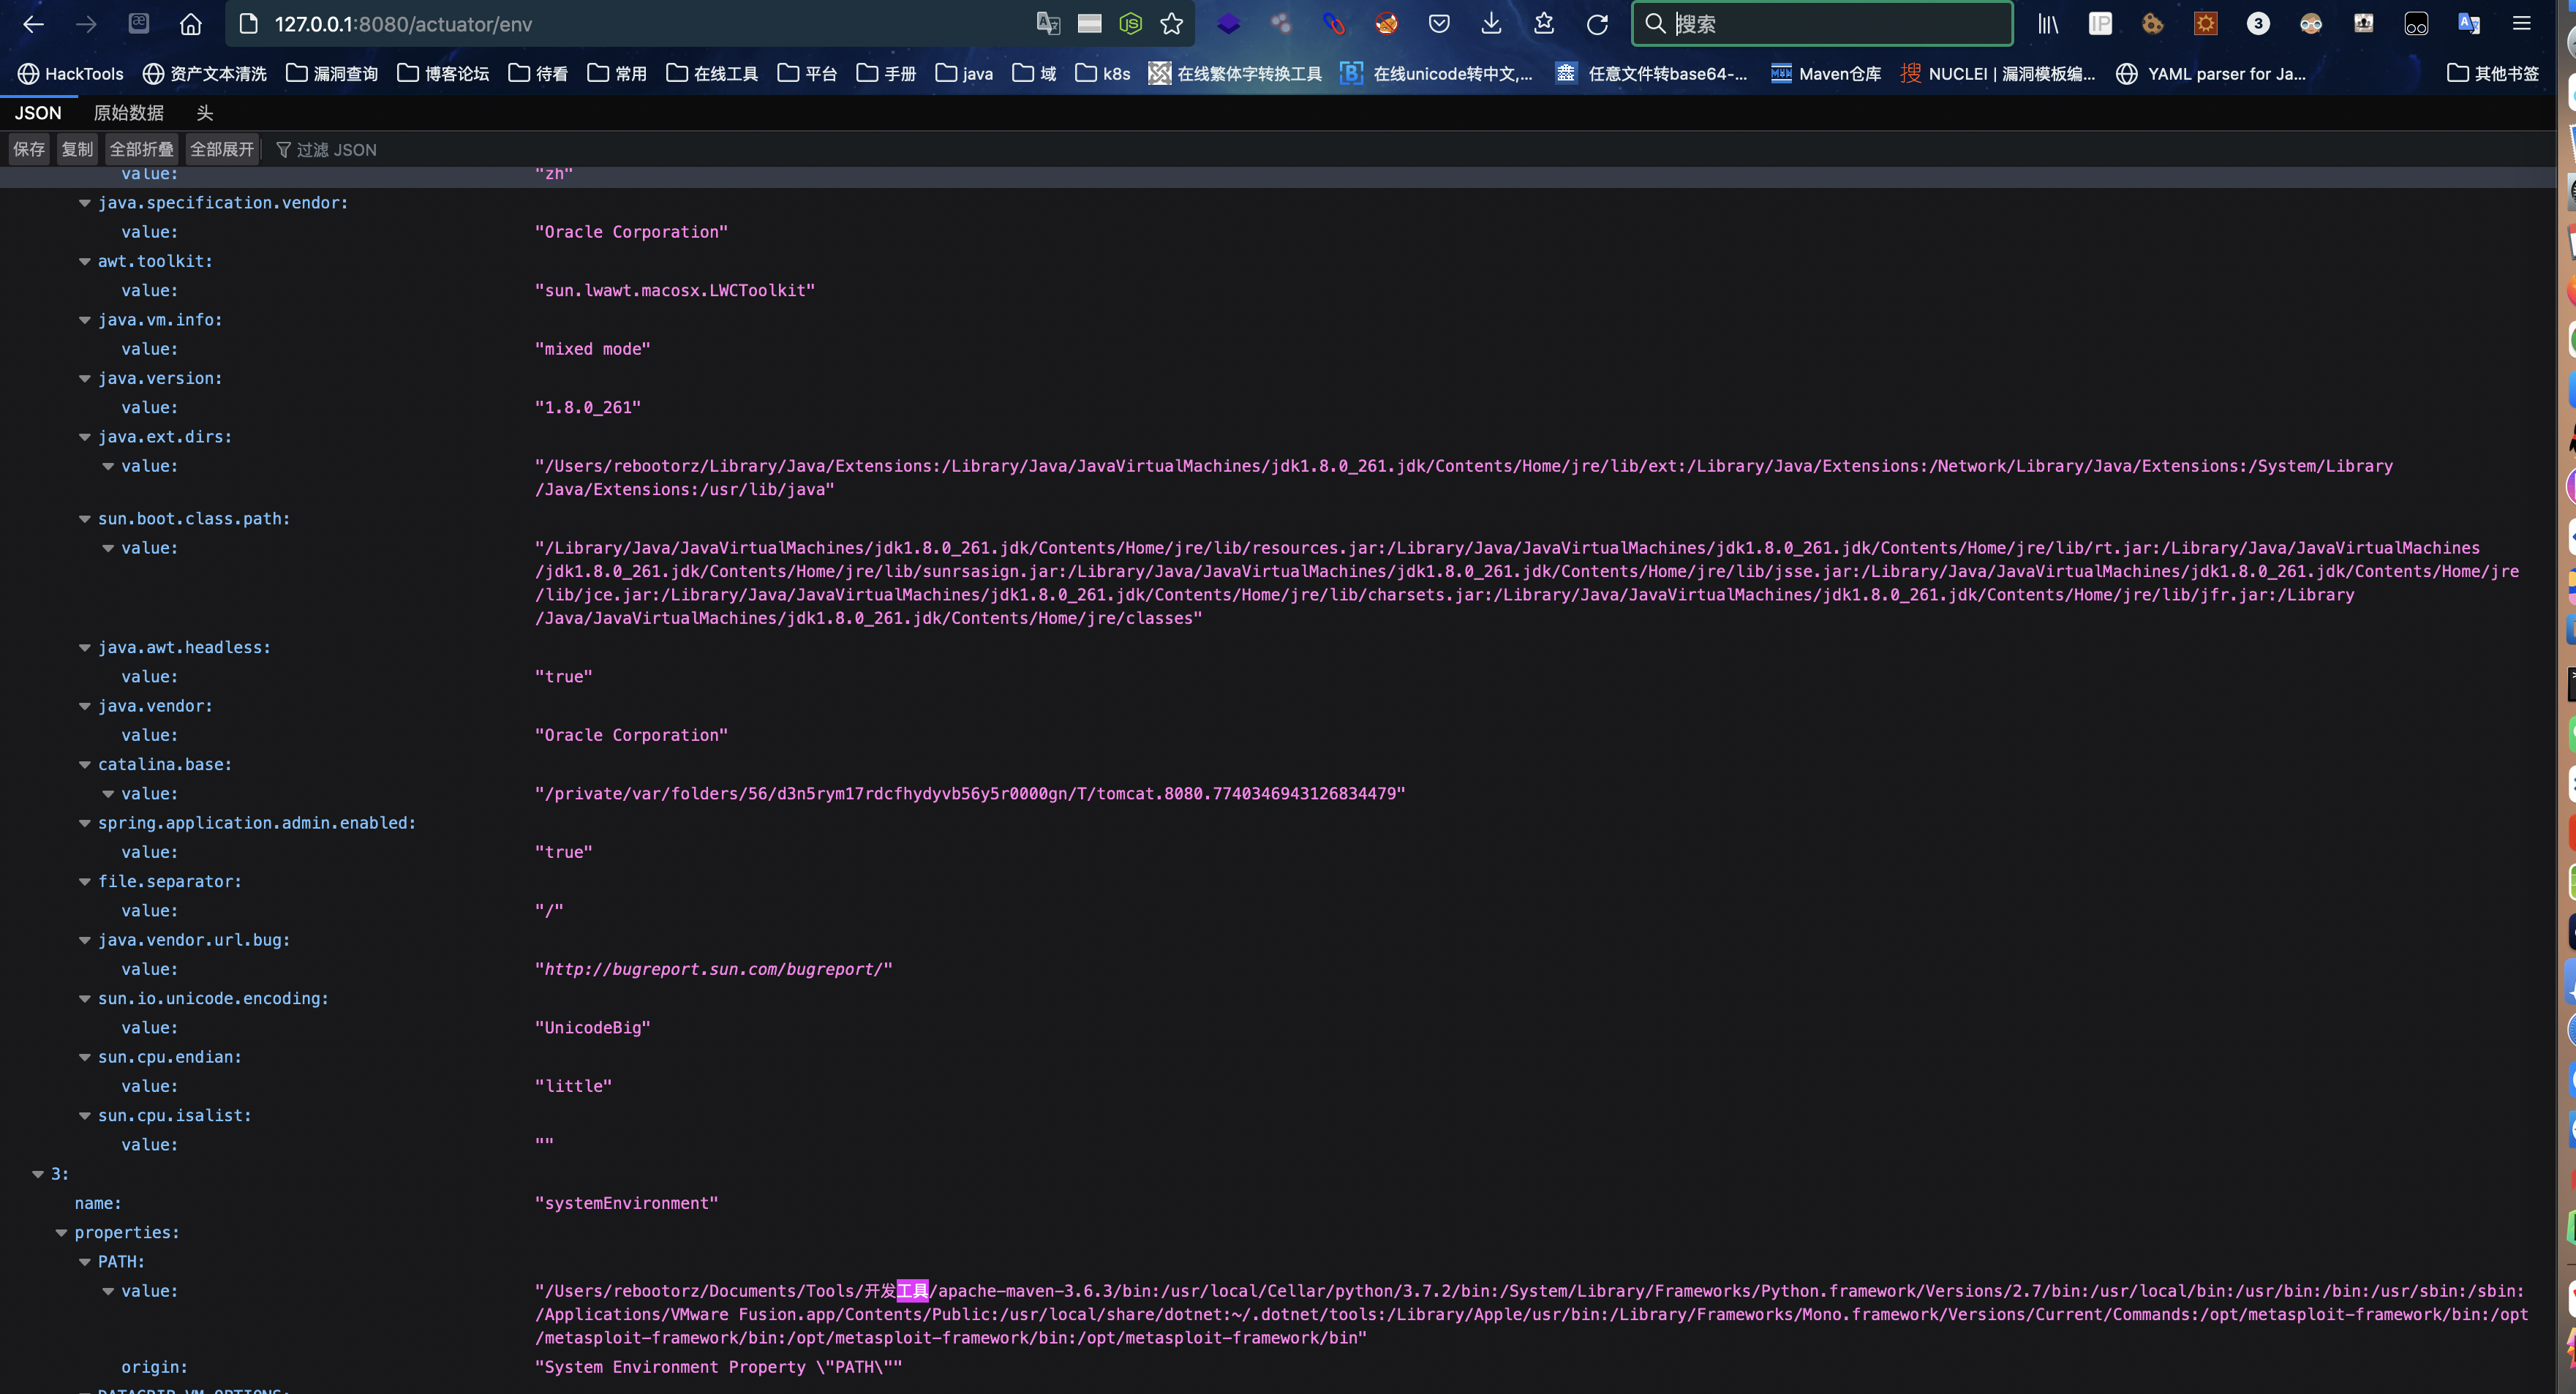 127.0.0.1:8080/actuator/env
搜索
HackTools 资产文本清洗 漏洞查询 博客论坛 待看 常用 在线工具 平台 手册 java 域 k8s 在线繁体字转换工具 在线unicode转中文,... 任意文件转base64-... Maven仓库 NUCLEI | 漏洞模板编... YAML parser for Ja... 其他书签
JSON 原始数据 头
保存 复制 全部折叠 全部展开 过滤 JSON
value: "zh"
java.specification.vendor:
value: "Oracle Corporation"
awt.toolkit:
value: "sun.lwawt.macosx.LWCToolkit"
java.vm.info:
value: "mixed mode"
java.version:
value: "1.8.0_261"
java.ext.dirs:
value: "/Users/rebootorz/Library/Java/Extensions:/Library/Java/JavaVirtualMachines/jdk1.8.0_261.jdk/Contents/Home/jre/lib/ext:/Library/Java/Extensions:/Network/Library/Java/Extensions:/System/Library
/Java/Extensions:/usr/lib/java"
sun.boot.class.path:
value: "/Library/Java/JavaVirtualMachines/jdk1.8.0_261.jdk/Contents/Home/jre/lib/resources.jar:/Library/Java/JavaVirtualMachines/jdk1.8.0_261.jdk/Contents/Home/jre/lib/rt.jar:/Library/Java/JavaVirtualMachines
/jdk1.8.0_261.jdk/Contents/Home/jre/lib/sunrsasign.jar:/Library/Java/JavaVirtualMachines/jdk1.8.0_261.jdk/Contents/Home/jre/lib/jsse.jar:/Library/Java/JavaVirtualMachines/jdk1.8.0_261.jdk/Contents/Home/jre
/lib/jce.jar:/Library/Java/JavaVirtualMachines/jdk1.8.0_261.jdk/Contents/Home/jre/lib/charsets.jar:/Library/Java/JavaVirtualMachines/jdk1.8.0_261.jdk/Contents/Home/jre/lib/jfr.jar:/Library
/Java/JavaVirtualMachines/jdk1.8.0_261.jdk/Contents/Home/jre/classes"
java.awt.headless:
value: "true"
java.vendor:
value: "Oracle Corporation"
catalina.base:
value: "/private/var/folders/56/d3n5rym17rdcfhydyvb56y5r0000gn/T/tomcat.8080.7740346943126834479"
spring.application.admin.enabled:
value: "true"
file.separator:
value: "/"
java.vendor.url.bug:
value: "http://bugreport.sun.com/bugreport/"
sun.io.unicode.encoding:
value: "UnicodeBig"
sun.cpu.endian:
value: "little"
sun.cpu.isalist:
value: ""
3:
name: "systemEnvironment"
properties:
PATH:
value: "/Users/rebootorz/Documents/Tools/开发工具/apache-maven-3.6.3/bin:/usr/local/Cellar/python/3.7.2/bin:/System/Library/Frameworks/Python.framework/Versions/2.7/bin:/usr/local/bin:/usr/bin:/bin:/usr/sbin:/sbin:
/Applications/VMware Fusion.app/Contents/Public:/usr/local/share/dotnet:~/.dotnet/tools:/Library/Apple/usr/bin:/Library/Frameworks/Mono.framework/Versions/Current/Commands:/opt/metasploit-framework/bin:/opt
/metasploit-framework/bin:/opt/metasploit-framework/bin:/opt/metasploit-framework/bin"
origin: "System Environment Property \"PATH\""
DATAGRIP_VM_OPTIONS: